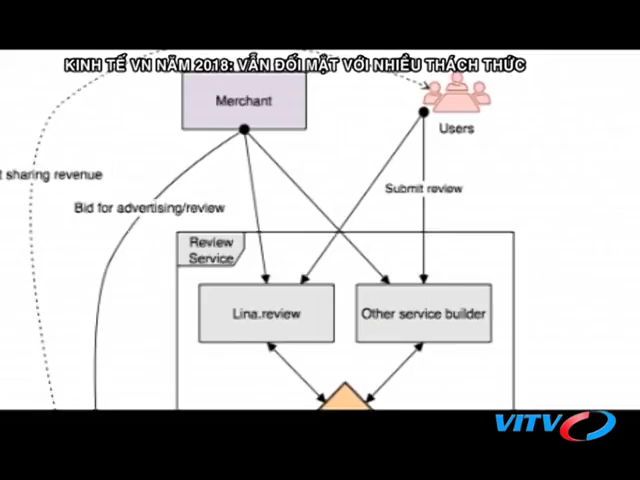 KINH TẾ VN NĂM 2018: VẪN ĐỐI MẶT VỚI NHIỀU THÁCH THỨC
Merchant
Users
sharing revenue
Submit review
Bid for advertising/review
Review
Service
Lina.review
Other service builder
VITV